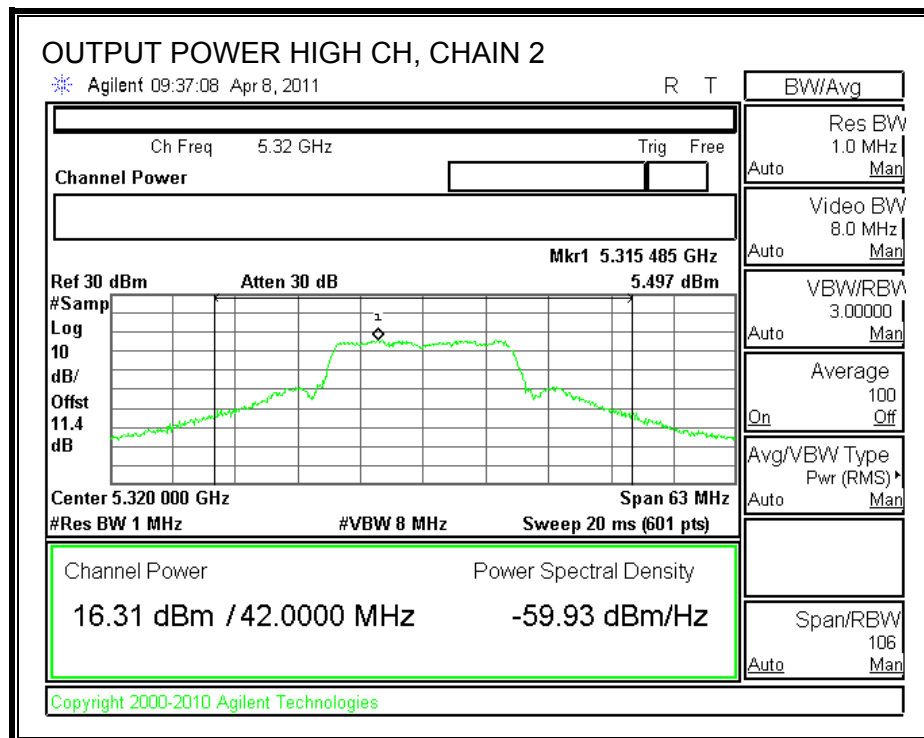 OUTPUT POWER HIGH CH, CHAIN 2
Agilent 09:37:08 Apr 8, 2011 R T
BW/Avg
Ch Freq 5.32 GHz Trig Free
Channel Power
Res BW
1.0 MHz
Auto Man
Video BW
8.0 MHz
Auto Man
Mkr1 5.315 485 GHz
Ref 30 dBm Atten 30 dB 5.497 dBm
#Samp
Log
10
dB/
Offst
11.4
dB
1
VBW/RBW
3.00000
Auto Man
Average
100
On Off
Avg/VBW Type
Pwr (RMS)
Auto Man
Center 5.320 000 GHz Span 63 MHz
#Res BW 1 MHz #VBW 8 MHz Sweep 20 ms (601 pts)
Channel Power Power Spectral Density
16.31 dBm / 42.0000 MHz -59.93 dBm/Hz
Span/RBW
106
Auto Man
Copyright 2000-2010 Agilent Technologies